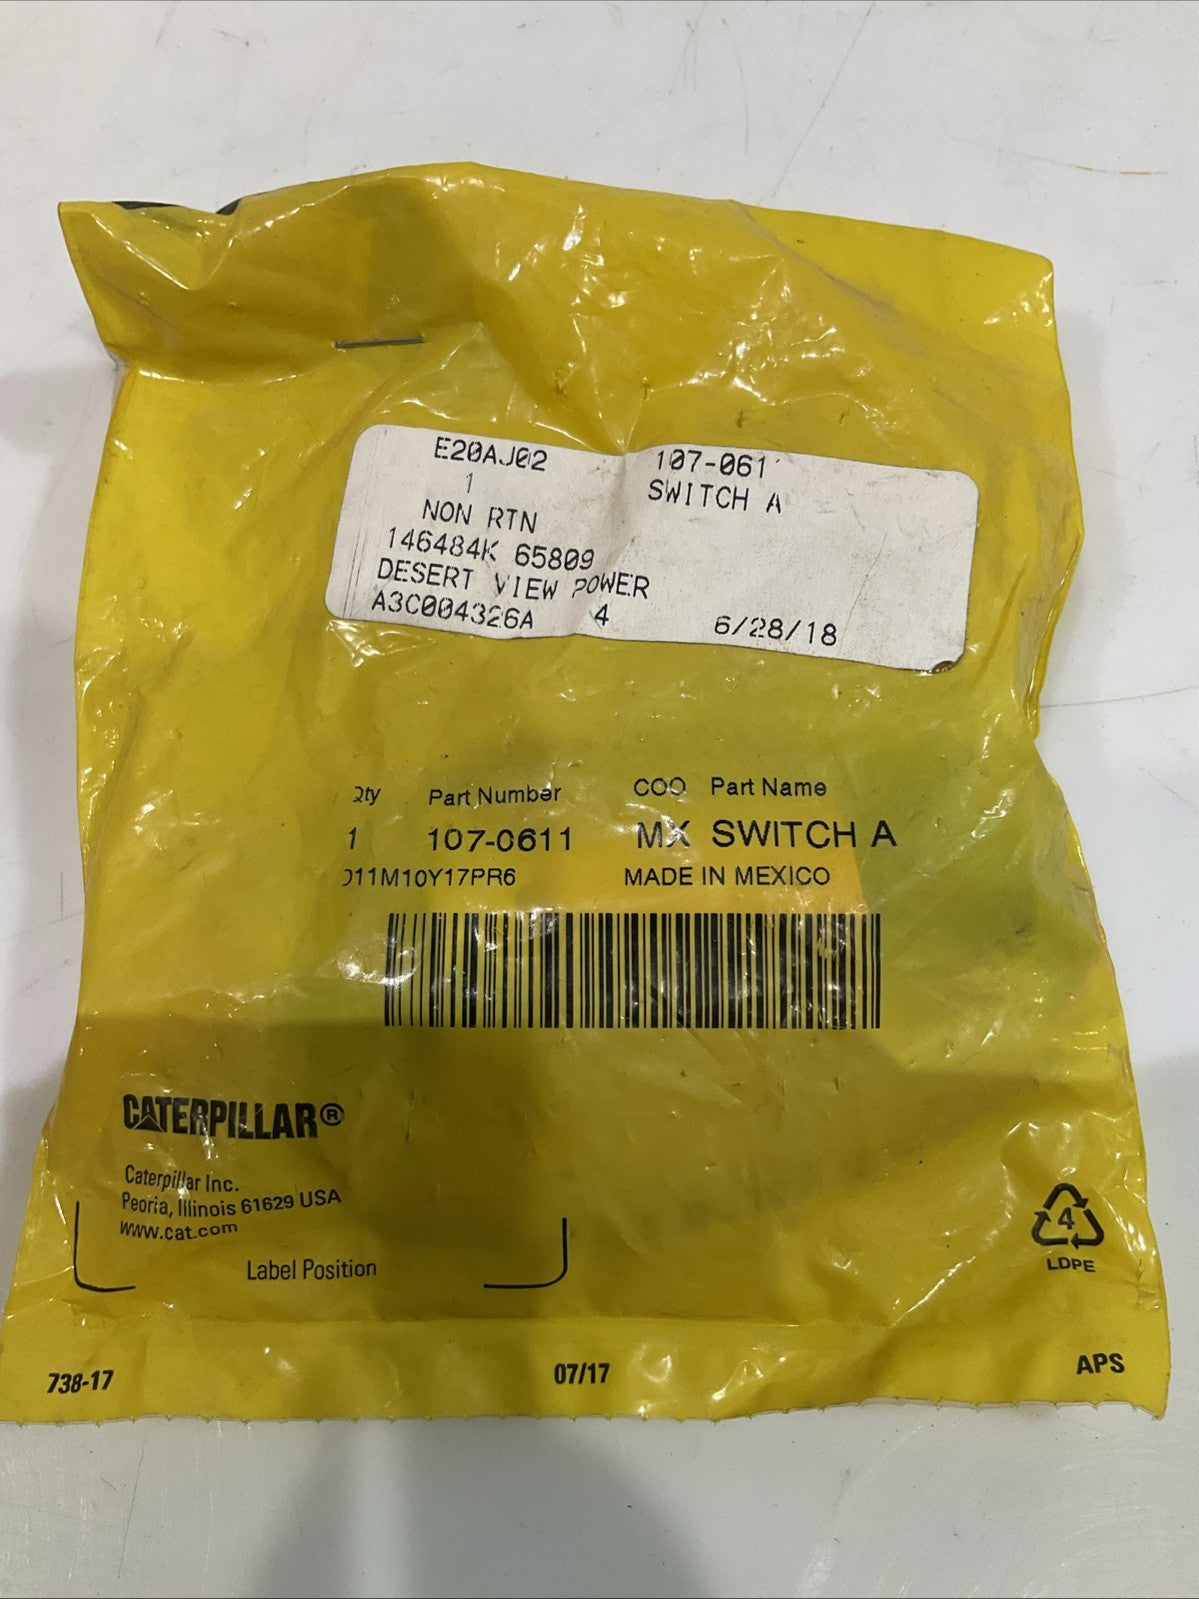 E20AJ02 107-061
1 SWITCH A
NON RTN
146484K 65809
DESERT VIEW POWER
A3C004326A 4 6/28/18
Qty Part Number COO Part Name
1 107-0611 MX SWITCH A
011M10Y17PR6 MADE IN MEXICO
CATERPILLAR®
Caterpillar Inc.
Peoria, Illinois 61629 USA
www.cat.com
Label Position
4
LDPE
738-17 07/17 APS